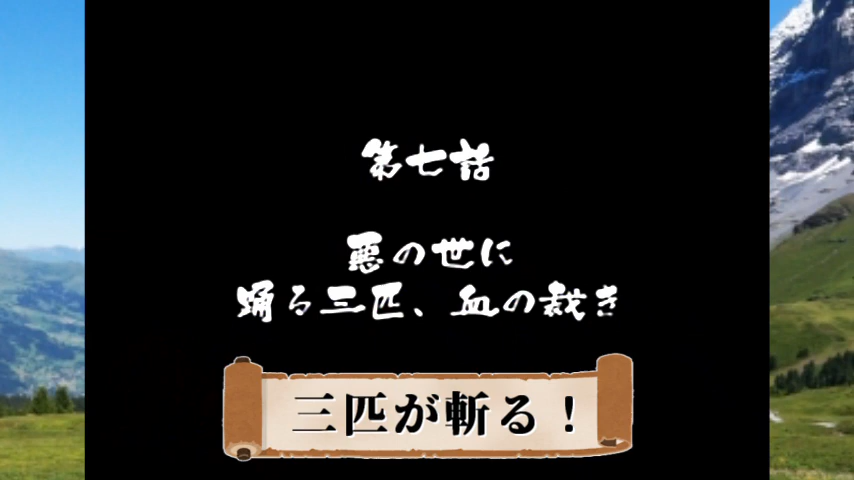 第七話
悪の世に
踊る三匹、血の裁き
三匹が斬る！